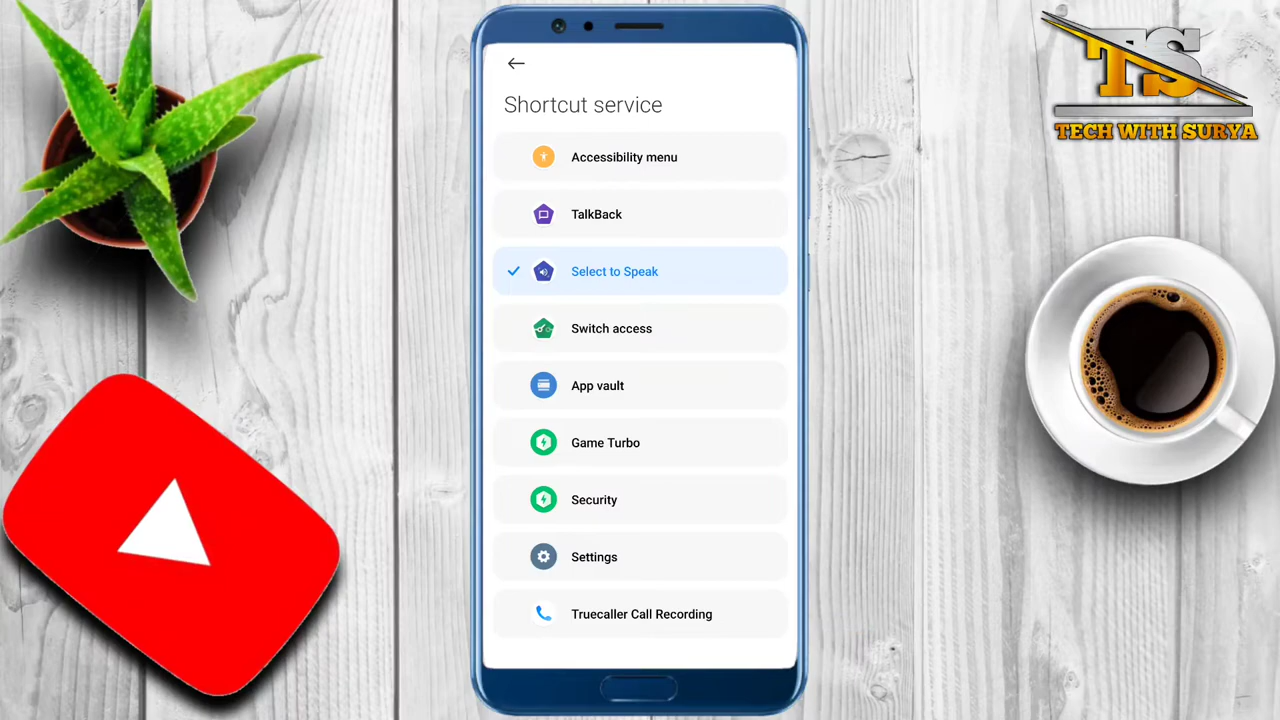 Shortcut service
Accessibility menu
TalkBack
Select to Speak
Switch access
App vault
Game Turbo
Security
Settings
Truecaller Call Recording
TS
TECH WITH SURYA